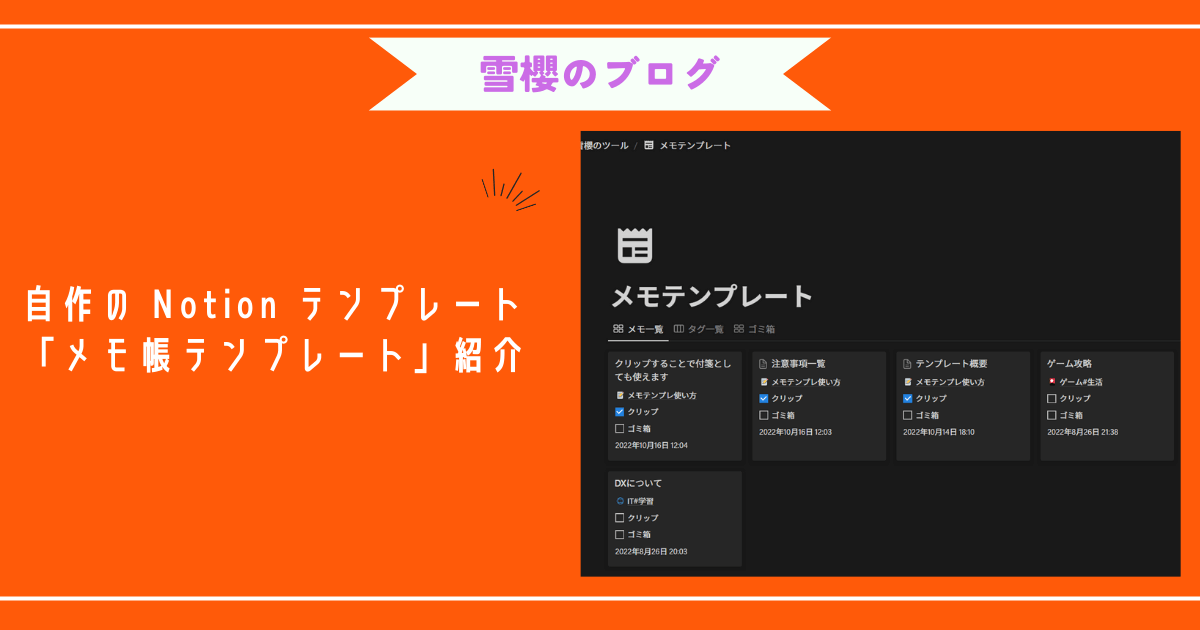 雪櫻のブログ
自作の Notion テンプレート
「メモ帳テンプレート」紹介
櫻のツール / メモテンプレート
メモテンプレート
メモ一覧 タグ一覧 ゴミ箱
クリップすることで付箋とし
ても使えます
メモテンプレ使い方
クリップ
ゴミ箱
2022年10月16日 12:04
注意事項一覧
メモテンプレ使い方
クリップ
ゴミ箱
2022年10月16日 12:03
テンプレート概要
メモテンプレ使い方
クリップ
ゴミ箱
2022年10月14日 18:10
ゲーム攻略
ゲーム#生活
クリップ
ゴミ箱
2022年8月26日 21:38
DXについて
IT#学習
クリップ
ゴミ箱
2022年8月26日 20:03